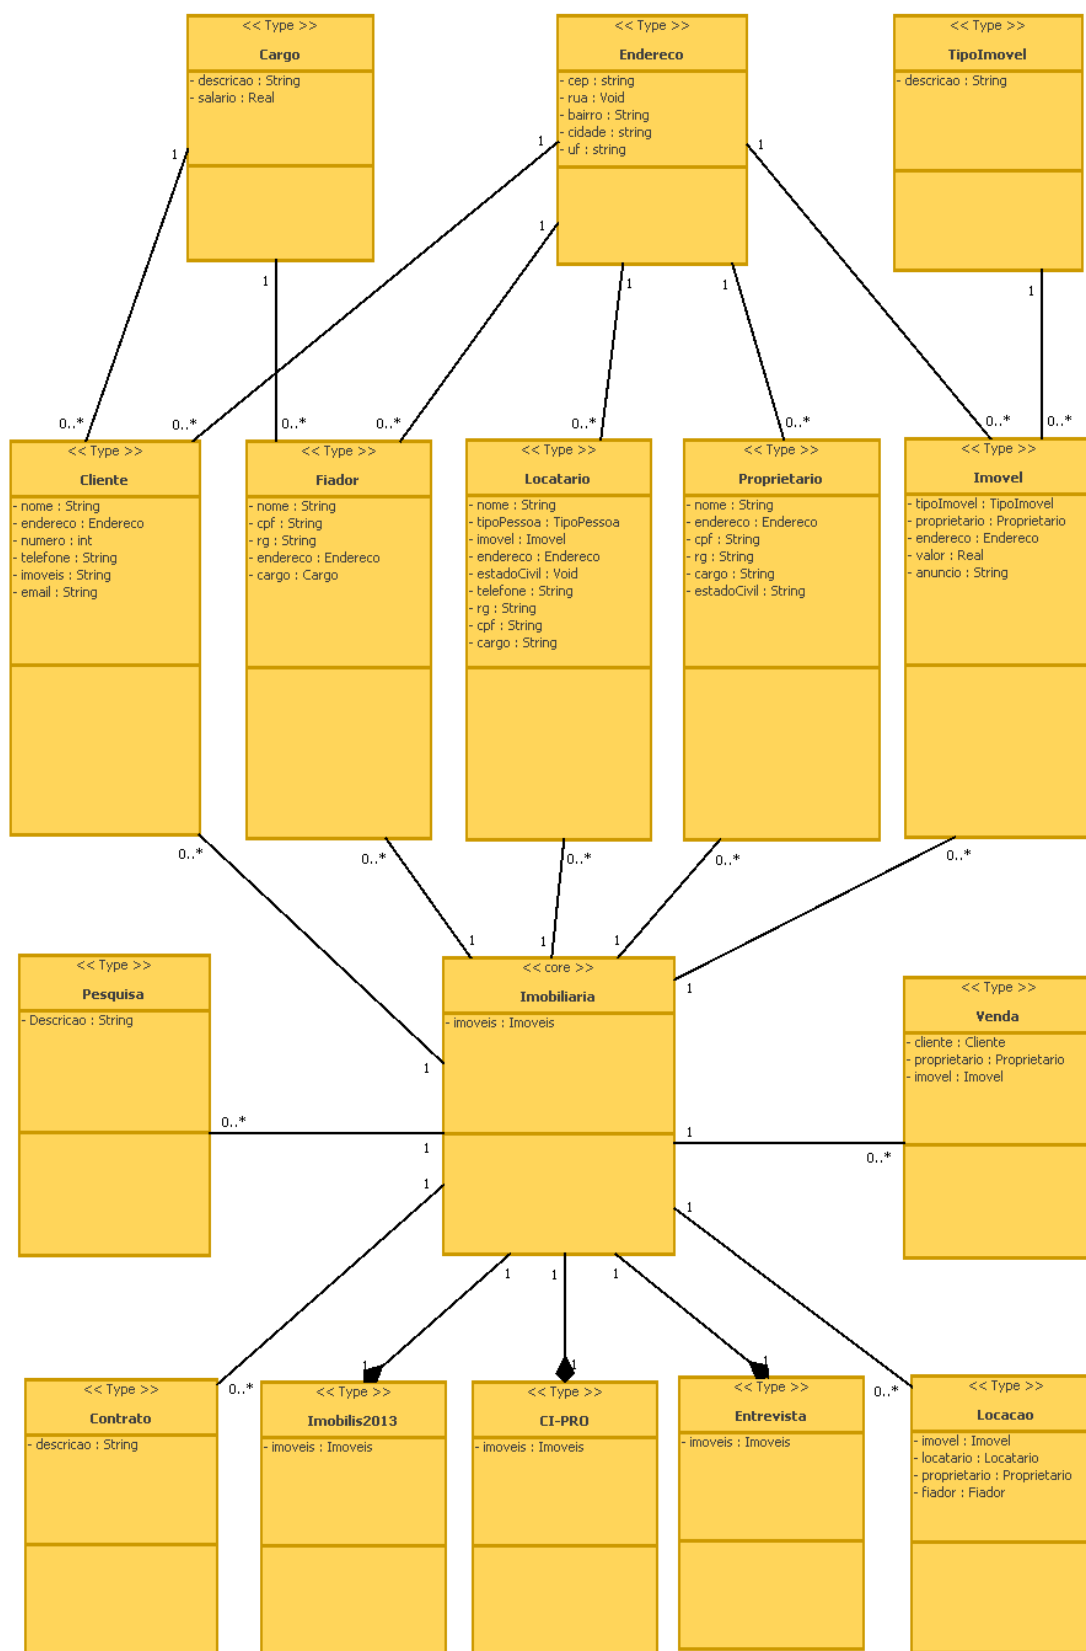 << Type >>
Cargo
- descricao : String
- salario : Real
<< Type >>
Endereco
- cep : string
- rua : Void
- bairro : String
- cidade : string
- uf : string
<< Type >>
TipoImovel
- descricao : String
1
1
1
1
1
1
1
1
0..*
0..*
0..*
0..*
0..*
0..*
0..*
0..*
<< Type >>
Cliente
- nome : String
- endereco : Endereco
- numero : int
- telefone : String
- imoveis : String
- email : String
<< Type >>
Fiador
- nome : String
- cpf : String
- rg : String
- endereco : Endereco
- cargo : Cargo
<< Type >>
Locatario
- nome : String
- tipoPessoa : TipoPessoa
- imovel : Imovel
- endereco : Endereco
- estadoCivil : Void
- telefone : String
- rg : String
- cpf : String
- cargo : String
<< Type >>
Proprietario
- nome : String
- endereco : Endereco
- cpf : String
- rg : String
- cargo : String
- estadoCivil : String
<< Type >>
Imovel
- tipoImovel : TipoImovel
- proprietario : Proprietario
- endereco : Endereco
- valor : Real
- anuncio : String
0..*
0..*
0..*
0..*
0..*
1
1
1
1
1
<< Type >>
Pesquisa
- Descricao : String
<< core >>
Imobiliaria
- imoveis : Imoveis
<< Type >>
Venda
- cliente : Cliente
- proprietario : Proprietario
- imovel : Imovel
0..*
1
1
0..*
1
1
1
1
1
0..*
1
1
1
0..*
<< Type >>
Contrato
- descricao : String
<< Type >>
Imobilis2013
- imoveis : Imoveis
<< Type >>
CI-PRO
- imoveis : Imoveis
<< Type >>
Entrevista
- imoveis : Imoveis
<< Type >>
Locacao
- imovel : Imovel
- locatario : Locatario
- proprietario : Proprietario
- fiador : Fiador